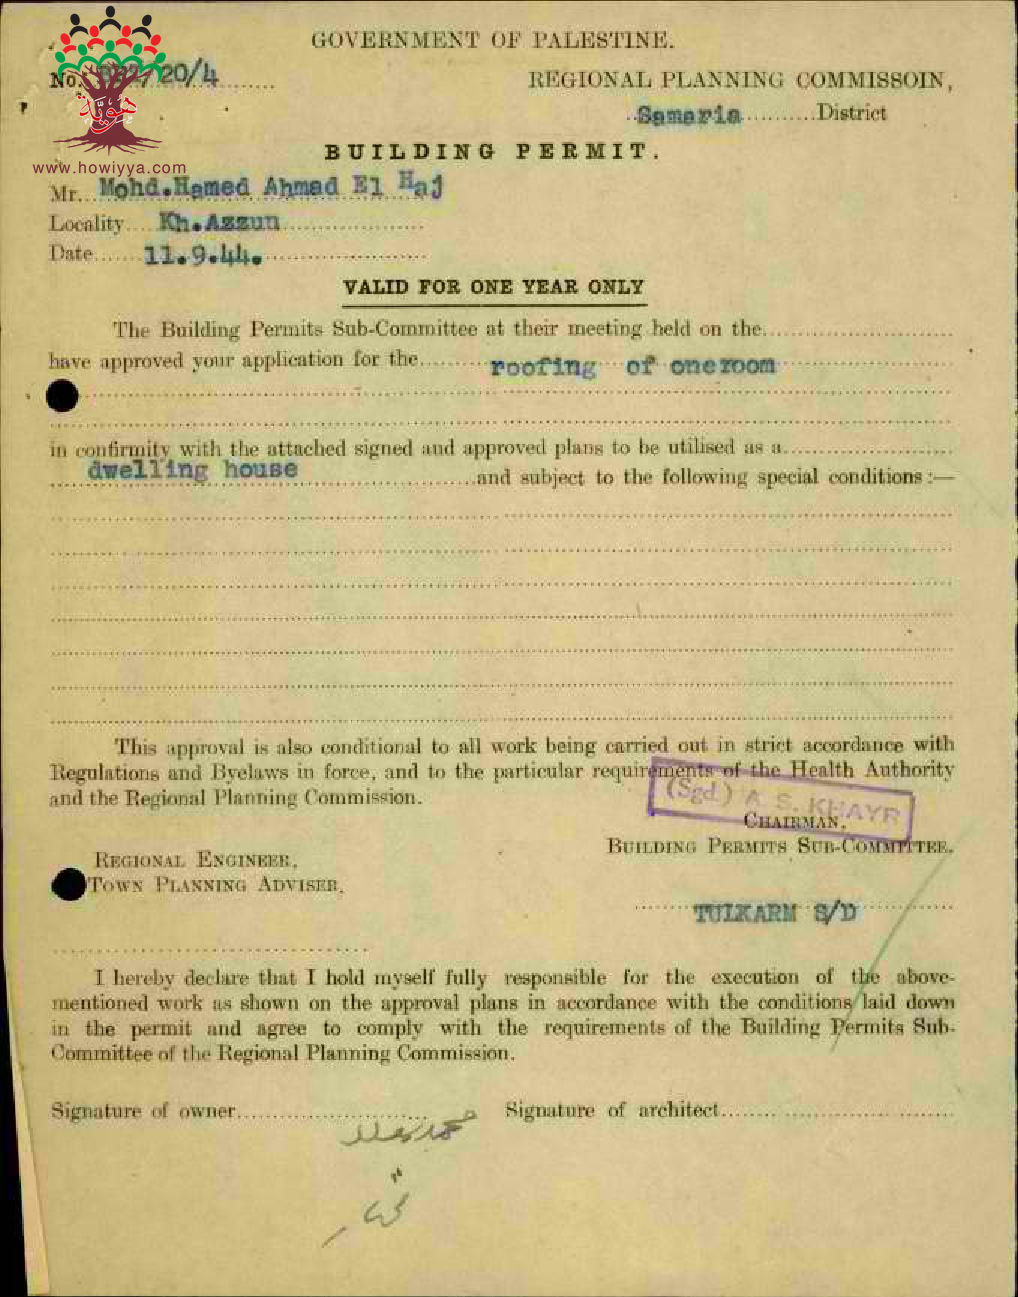 GOVERNMENT OF PALESTINE.
No. 20/4
REGIONAL PLANNING COMMISSOIN,
Samaria District
هوية
www.howiyya.com
BUILDING PERMIT.
Mr. Mohd.Hamed Ahmad El Haj
Locality Kh.Azzun
Date 11.9.44.
VALID FOR ONE YEAR ONLY
The Building Permits Sub-Committee at their meeting held on the
have approved your application for the roofing of one room
in confirmity with the attached signed and approved plans to be utilised as a
dwelling house and subject to the following special conditions :—
This approval is also conditional to all work being carried out in strict accordance with
Regulations and Byelaws in force, and to the particular requirements of the Health Authority
and the Regional Planning Commission.
(Sgd.) A. S. KHAYR
CHAIRMAN,
BUILDING PERMITS SUB-COMMITTEE.
REGIONAL ENGINEER,
TOWN PLANNING ADVISER,
TULKARM S/D
I hereby declare that I hold myself fully responsible for the execution of the above-
mentioned work as shown on the approval plans in accordance with the conditions laid down
in the permit and agree to comply with the requirements of the Building Permits Sub-
Committee of the Regional Planning Commission.
Signature of owner
Signature of architect
محمد